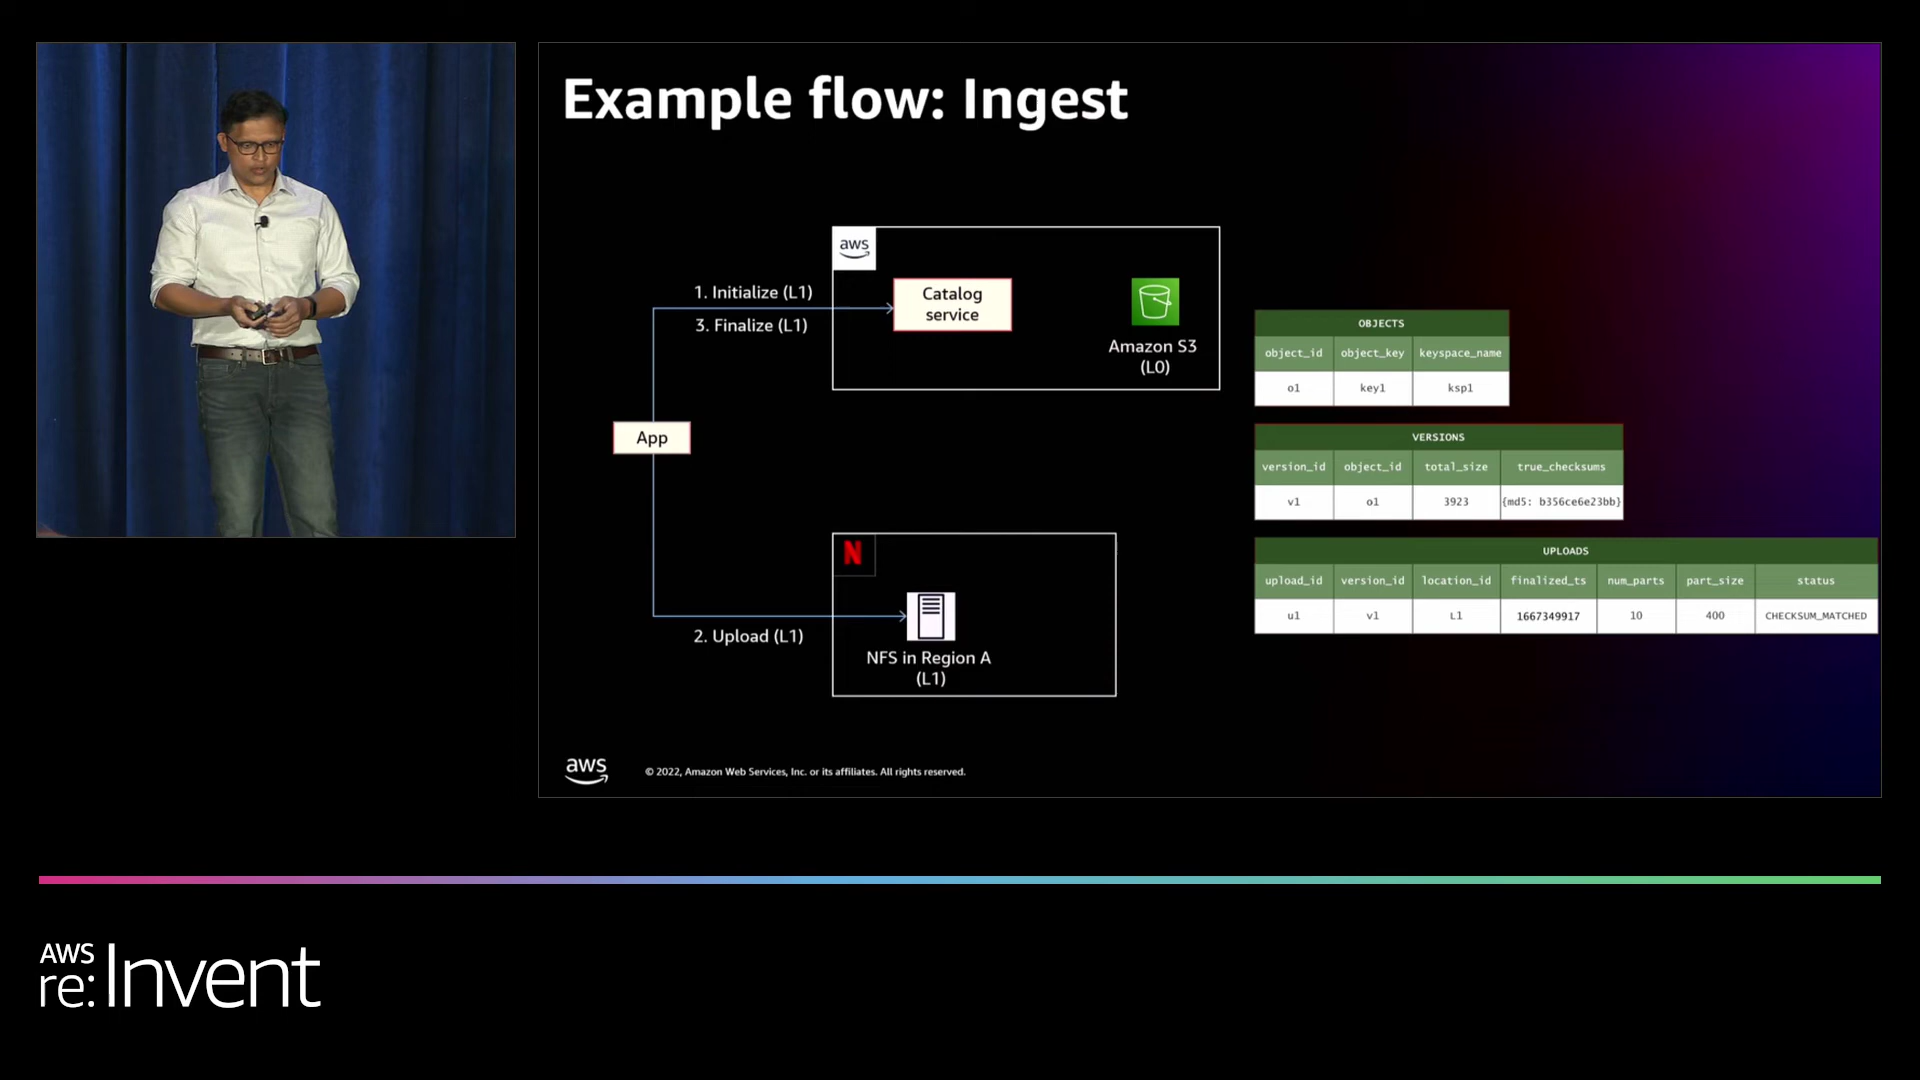 Example flow: Ingest
aws
1. Initialize (L1)
3. Finalize (L1)
Catalog
service
Amazon S3
(L0)
App
2. Upload (L1)
N
NFS in Region A
(L1)
OBJECTS
object_id object_key keyspace_name
o1 key1 ksp1
VERSIONS
version_id object_id total_size true_checksums
v1 o1 3923 {md5: b356ce6e23bb}
UPLOADS
upload_id version_id location_id finalized_ts num_parts part_size status
u1 v1 L1 1667349917 10 400 CHECKSUM_MATCHED
aws
© 2022, Amazon Web Services, Inc. or its affiliates. All rights reserved.
AWS
re:Invent